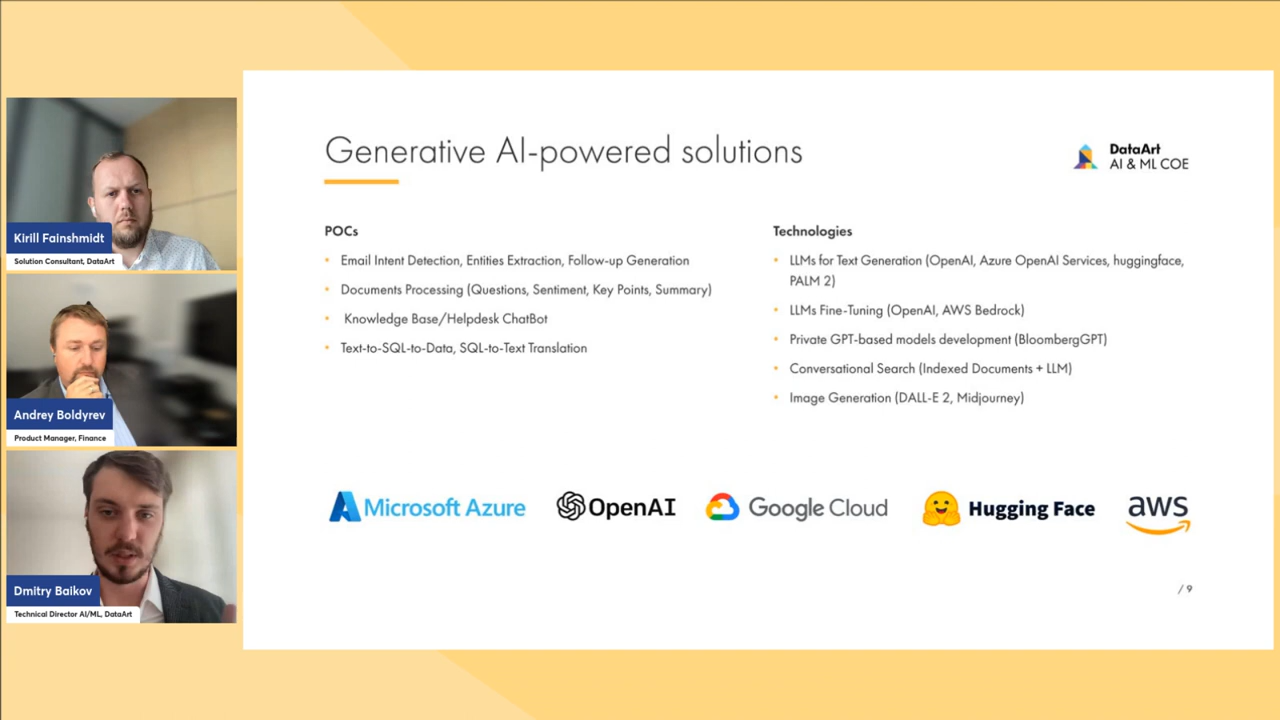 Kirill Fainshmidt
Solution Consultant, DataArt
Andrey Boldyrev
Product Manager, Finance
Dmitry Baikov
Technical Director AI/ML, DataArt
Generative AI-powered solutions
DataArt
AI & ML COE
POCs
• Email Intent Detection, Entities Extraction, Follow-up Generation
• Documents Processing (Questions, Sentiment, Key Points, Summary)
• Knowledge Base/Helpdesk ChatBot
• Text-to-SQL-to-Data, SQL-to-Text Translation
Technologies
• LLMs for Text Generation (OpenAI, Azure OpenAI Services, huggingface,
PALM 2)
• LLMs Fine-Tuning (OpenAI, AWS Bedrock)
• Private GPT-based models development (BloombergGPT)
• Conversational Search (Indexed Documents + LLM)
• Image Generation (DALL-E 2, Midjourney)
Microsoft Azure
OpenAI
Google Cloud
Hugging Face
aws
/ 9